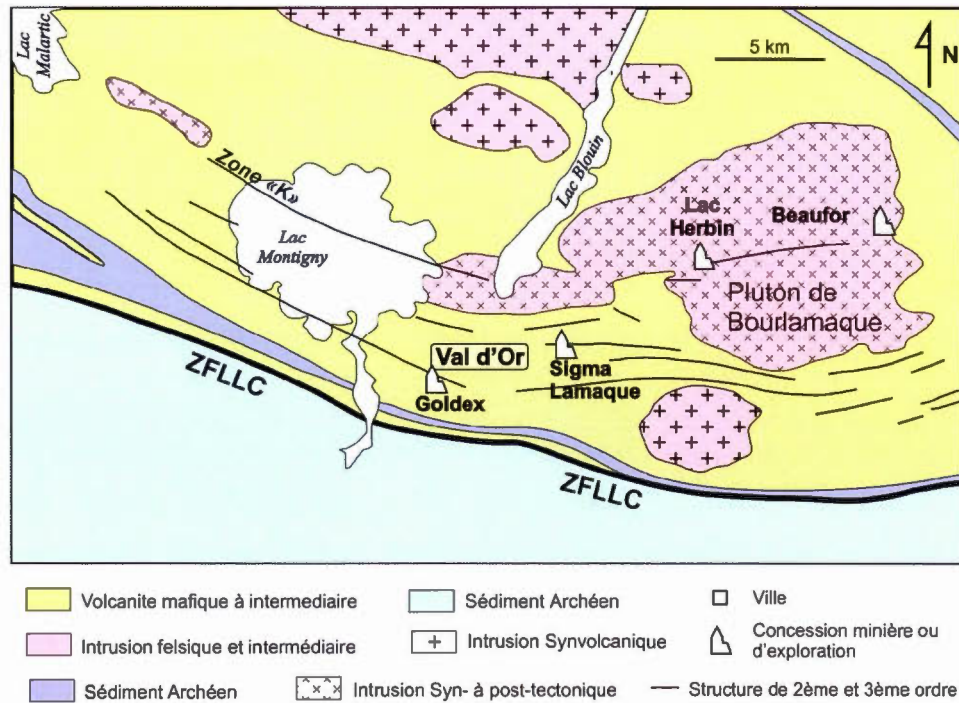 Lac
Malartic
5 km
N
Zone «K»
Lac Blouin
Lac
Herbin
Beaufor
Lac
Montigny
Pluton de
Bourlamaque
Val d'Or
Sigma
Lamaque
ZFLLC
Goldex
ZFLLC
Volcanite mafique à intermediaire
Sédiment Archéen
Ville
Intrusion felsique et intermédiaire
Intrusion Synvolcanique
Concession minière ou
d'exploration
Sédiment Archéen
Intrusion Syn- à post-tectonique
Structure de 2ème et 3ème ordre